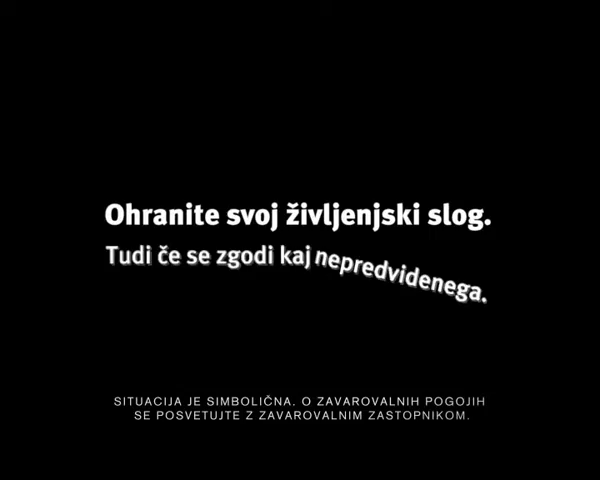 Ohranite svoj življenjski slog.
Tudi če se zgodi kaj nepredvidenega.
SITUACIJA JE SIMBOLIČNA. O ZAVAROVALNIH POGOJIH
SE POSVETUJTE Z ZAVAROVALNIM ZASTOPNIKOM.